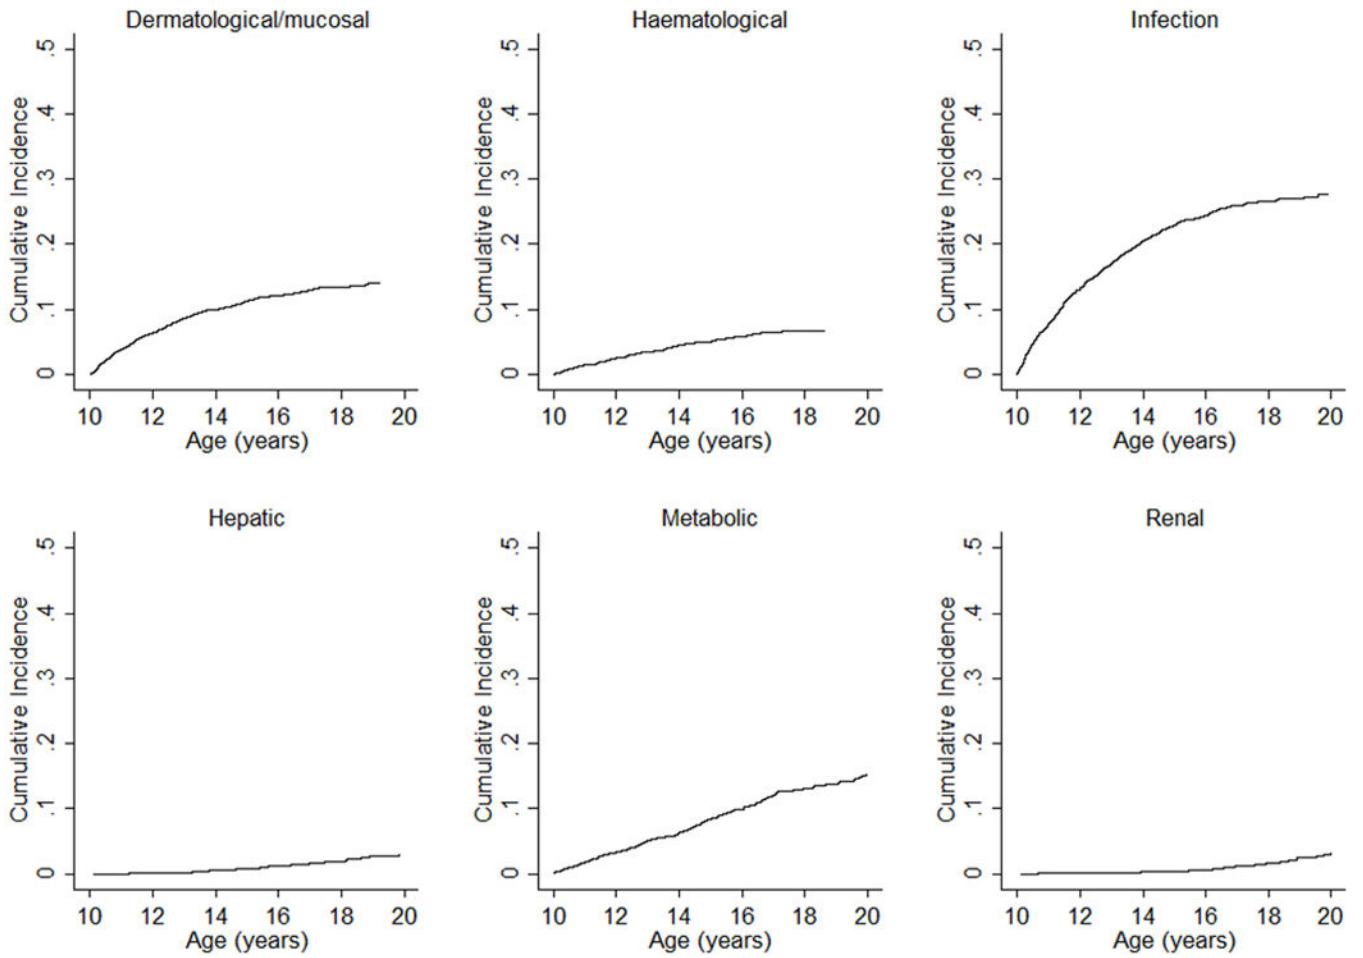 Dermatological/mucosal
Cumulative Incidence
.5
.4
.3
.2
.1
0
10 12 14 16 18 20
Age (years)
Haematological
Cumulative Incidence
.5
.4
.3
.2
.1
0
10 12 14 16 18 20
Age (years)
Infection
Cumulative Incidence
.5
.4
.3
.2
.1
0
10 12 14 16 18 20
Age (years)
Hepatic
Cumulative Incidence
.5
.4
.3
.2
.1
0
10 12 14 16 18 20
Age (years)
Metabolic
Cumulative Incidence
.5
.4
.3
.2
.1
0
10 12 14 16 18 20
Age (years)
Renal
Cumulative Incidence
.5
.4
.3
.2
.1
0
10 12 14 16 18 20
Age (years)